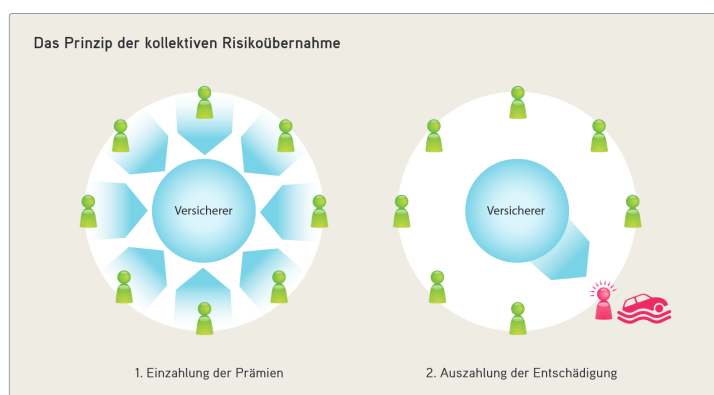 Das Prinzip der kollektiven Risikoübernahme
Versicherer
Versicherer
1. Einzahlung der Prämien
2. Auszahlung der Entschädigung